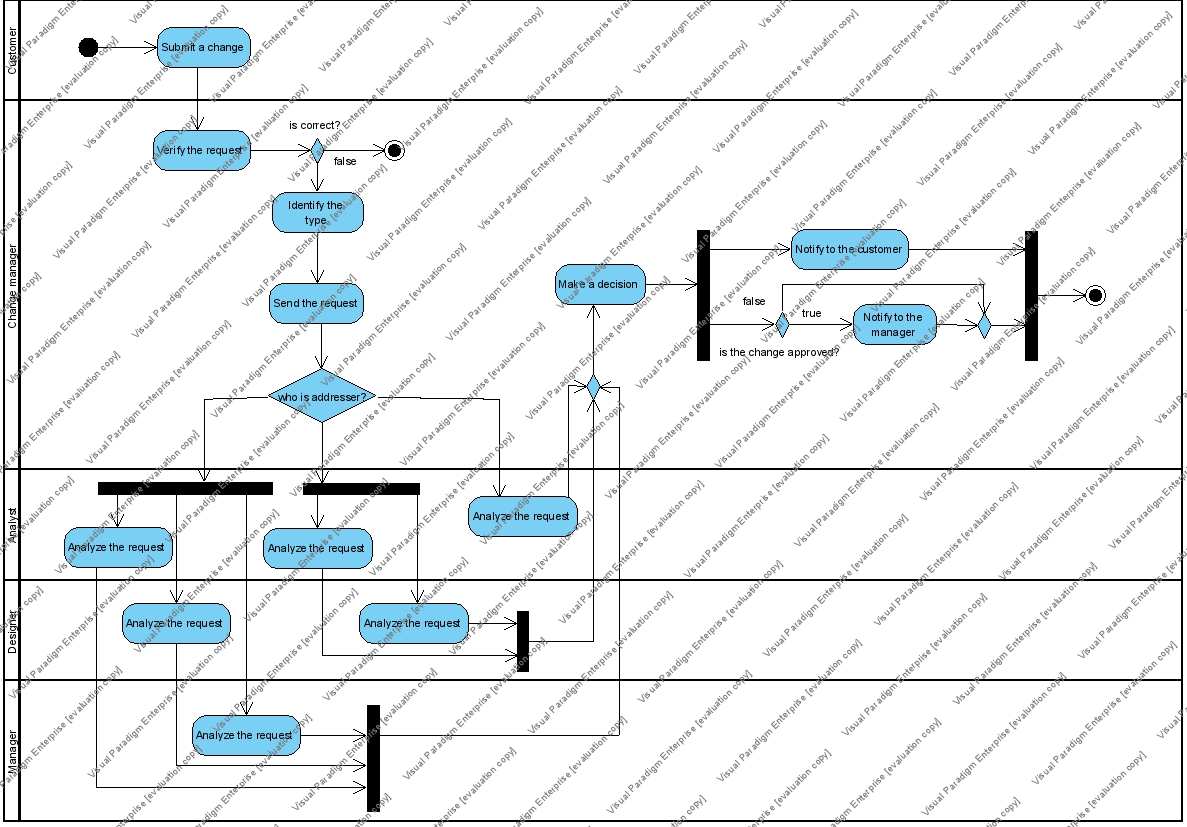 Customer
Submit a change
Change manager
Verify the request
is correct?
false
Identify the
type
Send the request
who is addresser?
Make a decision
Notify to the customer
false
true
Notify to the
manager
is the change approved?
Analyst
Analyze the request
Analyze the request
Analyze the request
Designer
Analyze the request
Analyze the request
Manager
Analyze the request
Visual Paradigm Enterprise [evaluation copy]